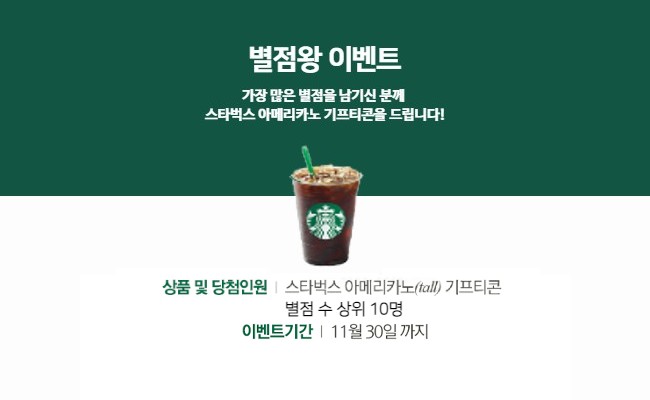 별점왕 이벤트
가장 많은 별점을 남기신 분께
스타벅스 아메리카노 기프티콘을 드립니다!
상품 및 당첨인원 | 스타벅스 아메리카노(tall) 기프티콘
별점 수 상위 10명
이벤트기간 | 11월 30일 까지